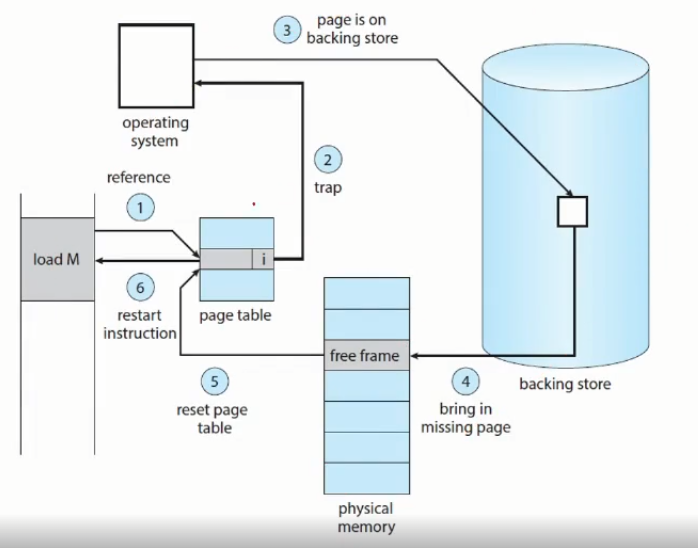 3
page is on
backing store
operating
system
2
trap
reference
1
load M
i
6
restart
instruction
page table
free frame
5
reset page
table
4
bring in
missing page
backing store
physical
memory